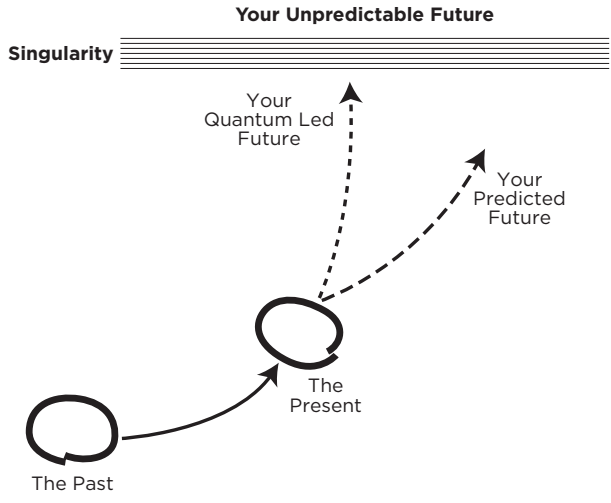 Your Unpredictable Future
Singularity
Your
Quantum Led
Future
Your
Predicted
Future
The
Present
The Past